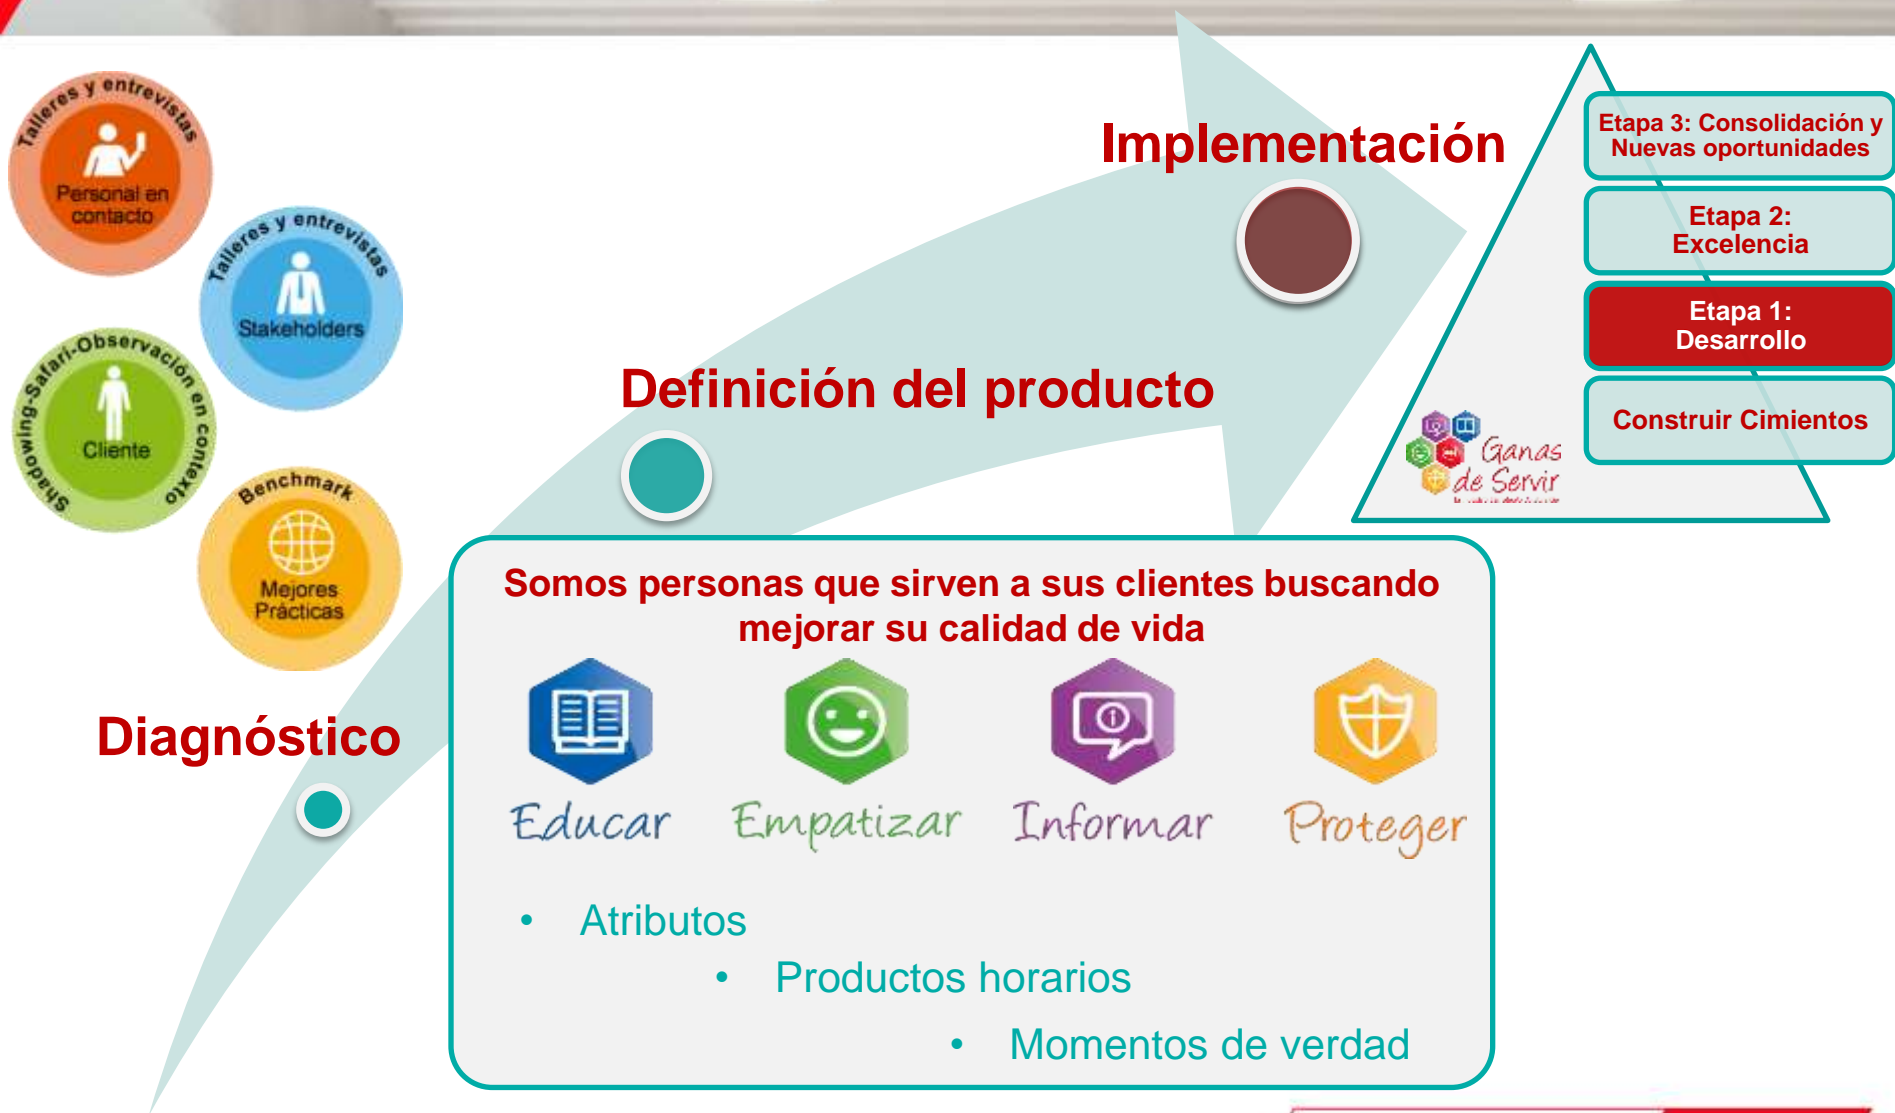 Talleres y entrevistas
Personal en
contacto
Talleres y entrevistas
Stakeholders
Shadowing-Safari-Observación en contexto
Cliente
Benchmark
Mejores
Prácticas
Diagnóstico
Definición del producto
Implementación
Etapa 3: Consolidación y
Nuevas oportunidades
Etapa 2:
Excelencia
Etapa 1:
Desarrollo
Construir Cimientos
Ganas
de Servir
Somos personas que sirven a sus clientes buscando
mejorar su calidad de vida
Educar Empatizar Informar Proteger
• Atributos
• Productos horarios
• Momentos de verdad